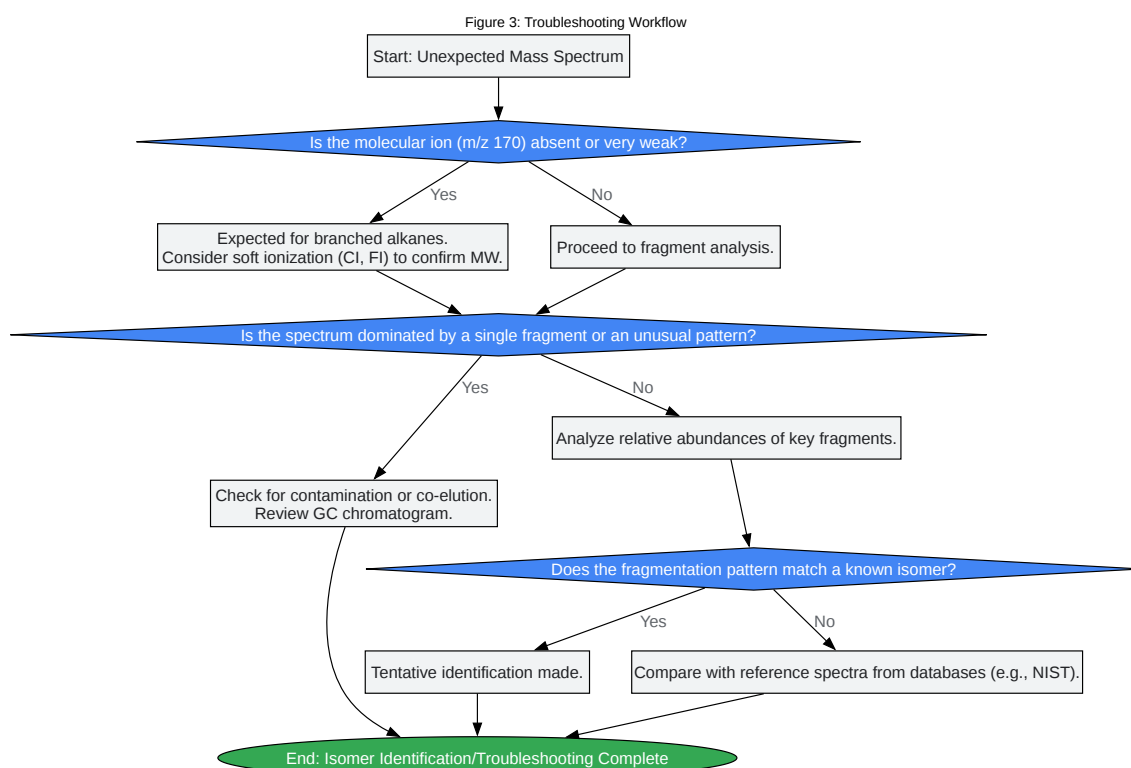 Figure 3: Troubleshooting Workflow
Start: Unexpected Mass Spectrum
Is the molecular ion (m/z 170) absent or very weak?
Yes
No
Expected for branched alkanes.
Consider soft ionization (CI, FI) to confirm MW.
Proceed to fragment analysis.
Is the spectrum dominated by a single fragment or an unusual pattern?
Yes
No
Analyze relative abundances of key fragments.
Check for contamination or co-elution.
Review GC chromatogram.
Does the fragmentation pattern match a known isomer?
Yes
No
Tentative identification made.
Compare with reference spectra from databases (e.g., NIST).
End: Isomer Identification/Troubleshooting Complete